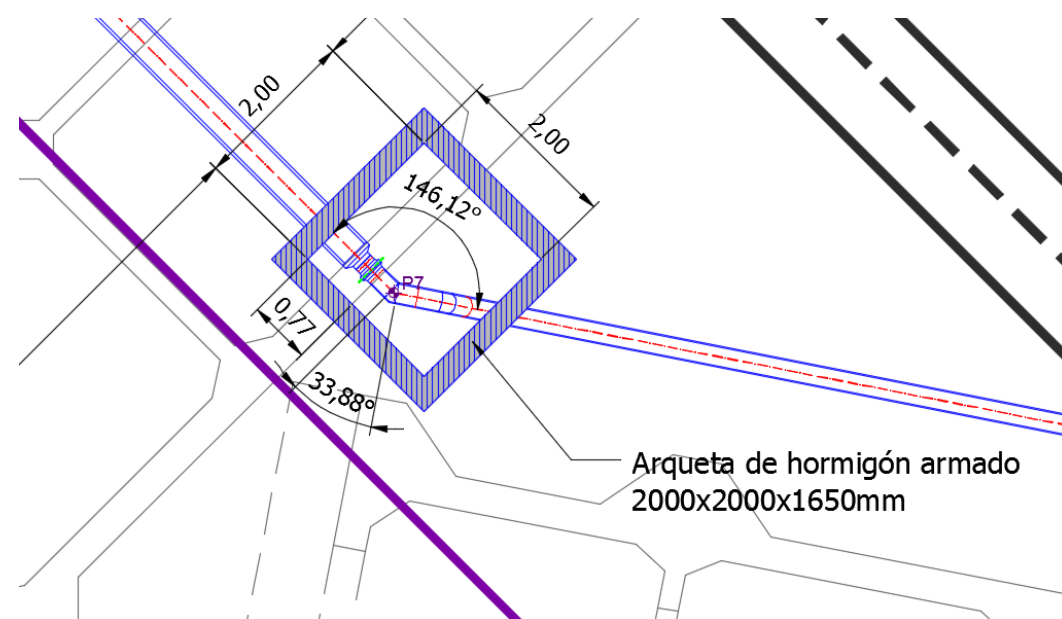 2,00
2,00
146,12°
P7
0,77
33,88°
Arqueta de hormigón armado
2000x2000x1650mm